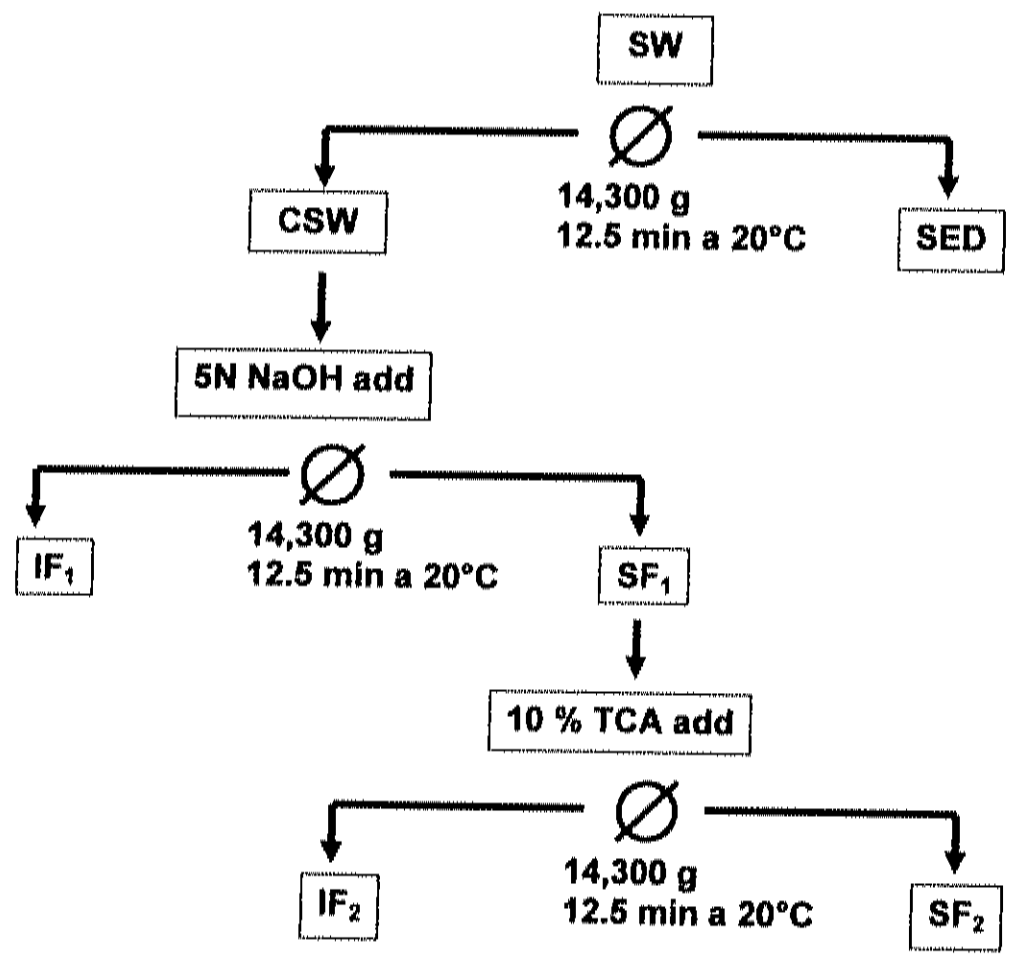 SW
14,300 g
12.5 min a 20°C
CSW
SED
5N NaOH add
14,300 g
12.5 min a 20°C
IF₁
SF₁
10 % TCA add
14,300 g
12.5 min a 20°C
IF₂
SF₂